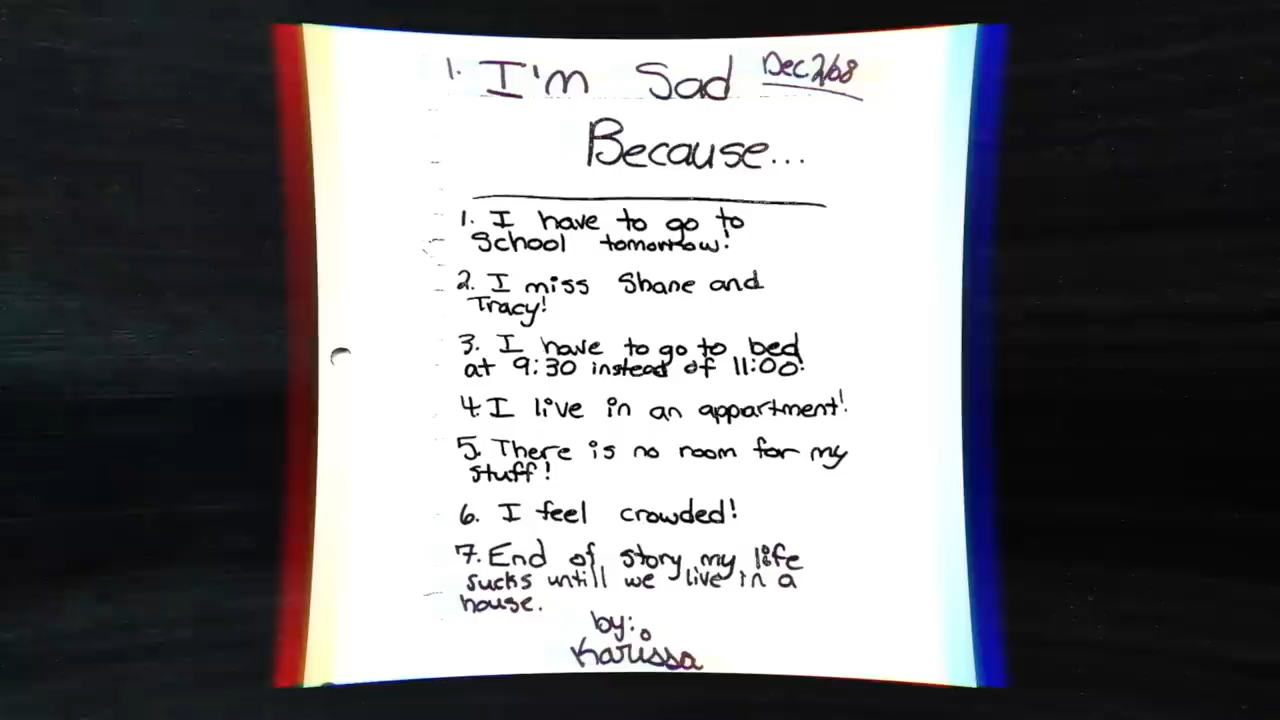 1. I'm Sad Dec 2/08
Because...
1. I have to go to
School tomorrow!
2. I miss Shane and
Tracy!
3. I have to go to bed
at 9:30 instead of 11:00!
4. I live in an appartment!
5. There is no room for my
stuff!
6. I feel crowded!
7. End of story my life
sucks untill we live in a
house.
by:
Karissa